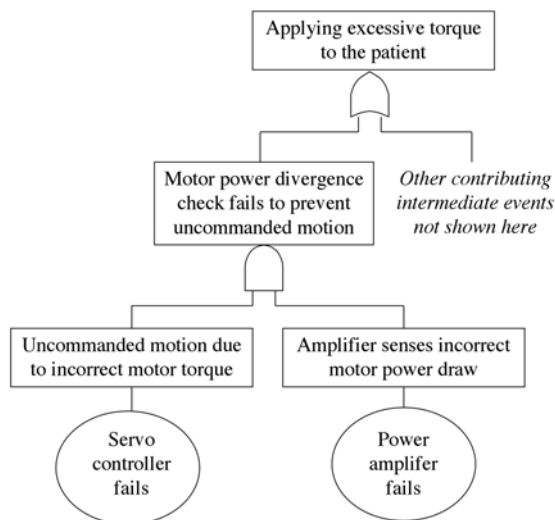 Applying excessive torque
to the patient
Motor power divergence
check fails to prevent
uncommanded motion
Other contributing
intermediate events
not shown here
Uncommanded motion due
to incorrect motor torque
Amplifier senses incorrect
motor power draw
Servo
controller
fails
Power
amplifer
fails